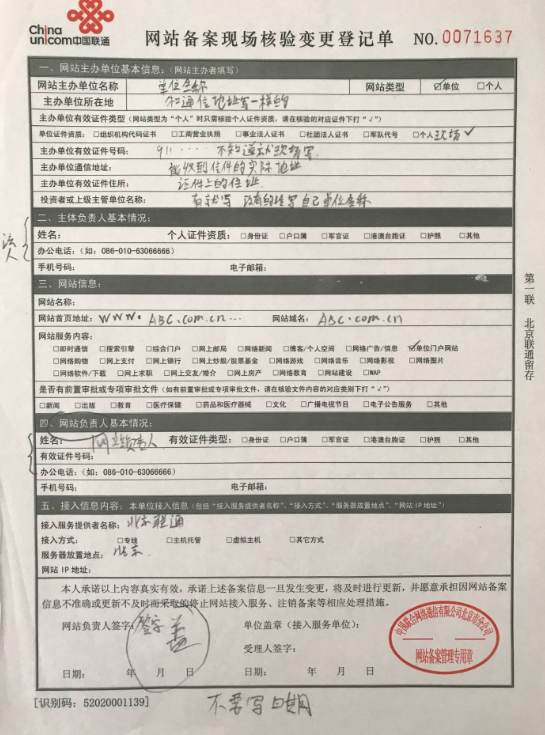 China
unicom中国联通
网站备案现场核验变更登记单 NO.0071637
一、网站主办单位基本信息：（网站主办者填写）
网站主办单位名称 单位全称 网站类型 ☑单位 □个人
主办单位所在地 和通信地址写一样的
主办单位有效证件类型（网站类型为“个人”时只需核验个人证件资质，请在核验的对应证件下打“√”）
单位证件资质：□组织机构代码证书 □工商营业执照 □事业法人证书 □社团法人证书 □军队代号 □个人 现场✓
主办单位有效证件号码： 911…… 不知道就现场写
主办单位通信地址： 能收到信件的实际地址
主办单位有效证件住所： 证件上的住址
投资者或上级主管单位名称： 有就写 没有的填写自己单位全称
二、主体负责人基本情况：
法人
姓名： 个人证件资质：□身份证 □户口簿 □军官证 □港澳台胞证 □护照 □其他
办公电话：（如：086-010-63066666）
手机号码： 电子邮箱：
三、网站信息：
网站名称：
网站首页地址：www.ABC.com.cn… 网站域名：ABC.com.cn
网站服务内容：
□即时通信 □搜索引擎 □综合门户 □网上邮局 □网络新闻 □博客/个人空间 □网络广告/信息 ☑单位门户网站
□网络购物 □网上支付 □网上银行 □网上炒股/股票基金 □网络游戏 □网络音乐 □网络影视 □网络图片
□网络软件/下载 □网上求职 □网上交友/婚介 □网上房产 □网络教育 □网站建设 □WAP
是否有前置审批或专项审批文件（如有前置审批或专项审批文件，请在核验文件内容的对应类别下打“√”）
□新闻 □出版 □教育 □医疗保健 □药品和医疗器械 □文化 □广播电视节目 □电子公告服务 □其他
四、网站负责人基本情况：
姓名：网站负责人 有效证件类型：□身份证 □户口簿 □军官证 □港澳台胞证 □护照 □其他
有效证件号码：
办公电话：（如：086-010-63066666）
手机号码： 电子邮箱：
五、接入信息内容：本单位接入信息（包括“接入服务提供者名称”、“接入方式”、“服务器放置地点”、“网站IP地址”）
接入服务提供者名称：北京联通
接入方式： □专线 □主机托管 □虚拟主机 □其它方式
服务器放置地点：北京
网站IP地址：
本人承诺以上内容真实有效，承诺上述备案信息一旦发生变更，将及时进行更新，并愿意承担因网站备案
信息不准确或更新不及时而采取的停止网站接入服务、注销备案等相应处理措施。
网站负责人签字：签字 盖 单位盖章（接入服务单位）：
受理人签字：
日期： 年 月 日 日期： 年 月 日
中国联合网络通信有限公司北京市分公司
网站备案管理专用章
[识别码：52020001139] 不要写日期
第一联 北京联通留存